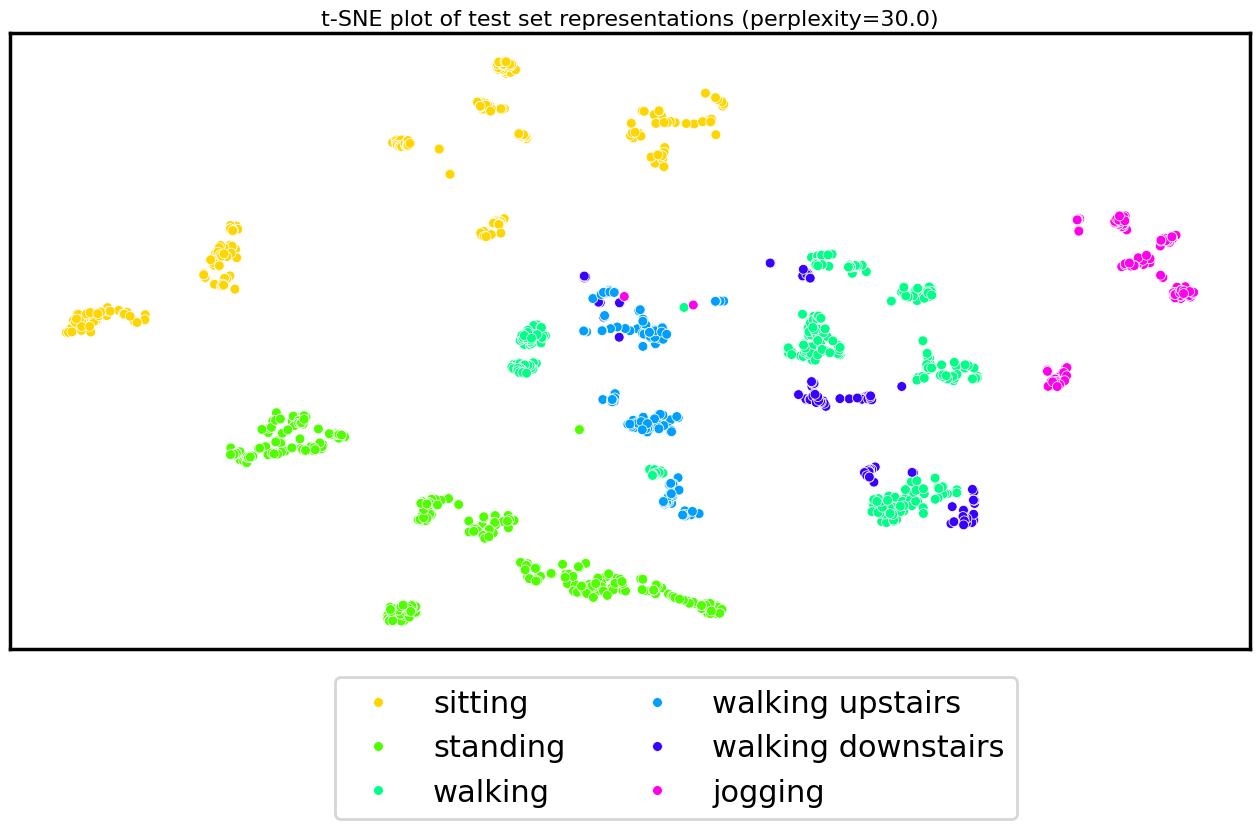 t-SNE plot of test set representations (perplexity=30.0)
sitting
standing
walking
walking upstairs
walking downstairs
jogging